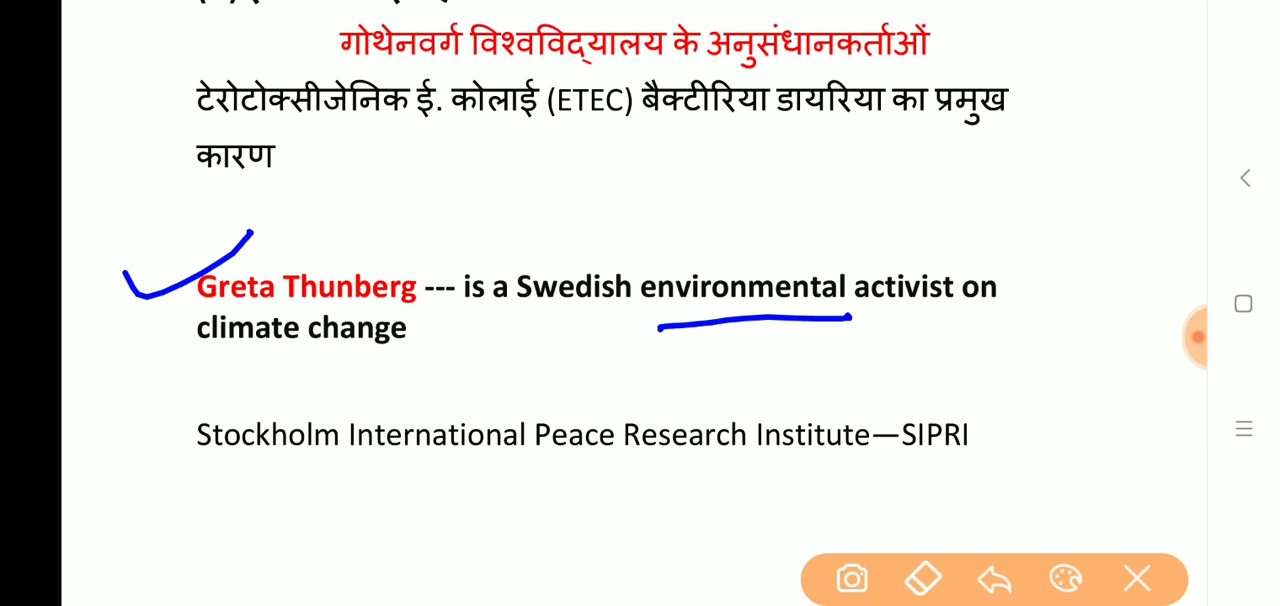 गोथेनवर्ग विश्वविद्यालय के अनुसंधानकर्ताओं
टेरोटोक्सीजेनिक ई. कोलाई (ETEC) बैक्टीरिया डायरिया का प्रमुख
कारण
Greta Thunberg --- is a Swedish environmental activist on
climate change
Stockholm International Peace Research Institute—SIPRI